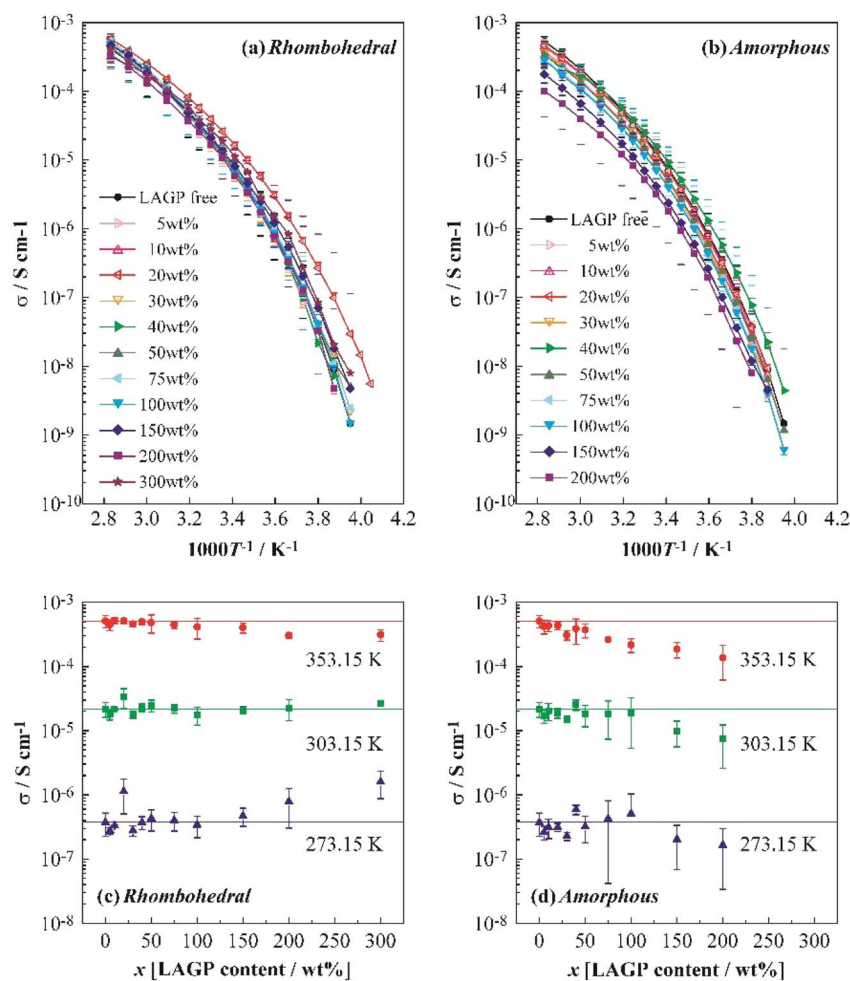 (a) Rhombohedral
σ / S cm-1
10-3
10-4
10-5
10-6
10-7
10-8
10-9
10-10
LAGP free
5wt%
10wt%
20wt%
30wt%
40wt%
50wt%
75wt%
100wt%
150wt%
200wt%
300wt%
2.8 3.0 3.2 3.4 3.6 3.8 4.0 4.2
1000T-1 / K-1
(b) Amorphous
σ / S cm-1
10-3
10-4
10-5
10-6
10-7
10-8
10-9
10-10
LAGP free
5wt%
10wt%
20wt%
30wt%
40wt%
50wt%
75wt%
100wt%
150wt%
200wt%
2.8 3.0 3.2 3.4 3.6 3.8 4.0 4.2
1000T-1 / K-1
σ / S cm-1
10-3
10-4
10-5
10-6
10-7
10-8
353.15 K
303.15 K
273.15 K
(c) Rhombohedral
0 50 100 150 200 250 300
x [LAGP content / wt%]
σ / S cm-1
10-3
10-4
10-5
10-6
10-7
10-8
353.15 K
303.15 K
273.15 K
(d) Amorphous
0 50 100 150 200 250 300
x [LAGP content / wt%]